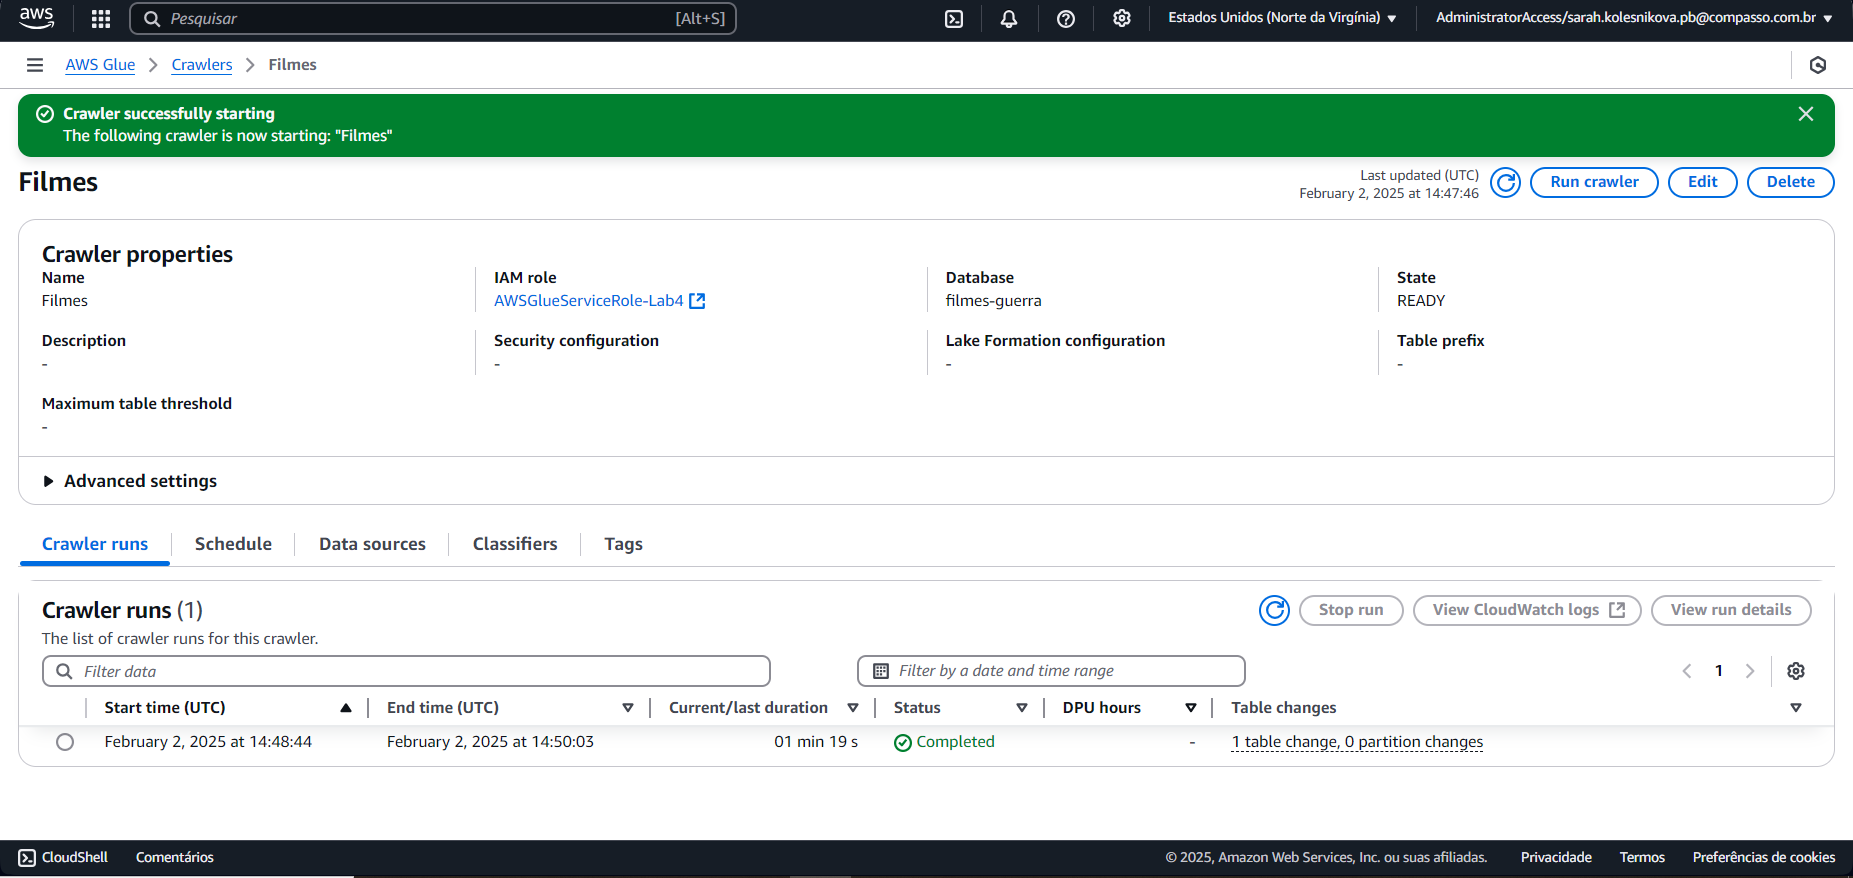 aws
Pesquisar
[Alt+S]
Estados Unidos (Norte da Virgínia)
AdministratorAccess/sarah.kolesnikova.pb@compasso.com.br
AWS Glue
Crawlers
Filmes
Crawler successfully starting
The following crawler is now starting: "Filmes"
Filmes
Last updated (UTC)
February 2, 2025 at 14:47:46
Run crawler
Edit
Delete
Crawler properties
Name
Filmes
IAM role
AWSGlueServiceRole-Lab4
Database
filmes-guerra
State
READY
Description
-
Security configuration
-
Lake Formation configuration
-
Table prefix
-
Maximum table threshold
-
Advanced settings
Crawler runs
Schedule
Data sources
Classifiers
Tags
Crawler runs (1)
The list of crawler runs for this crawler.
Stop run
View CloudWatch logs
View run details
Filter data
Filter by a date and time range
1
Start time (UTC)
End time (UTC)
Current/last duration
Status
DPU hours
Table changes
February 2, 2025 at 14:48:44
February 2, 2025 at 14:50:03
01 min 19 s
Completed
-
1 table change, 0 partition changes
CloudShell
Comentários
© 2025, Amazon Web Services, Inc. ou suas afiliadas.
Privacidade
Termos
Preferências de cookies